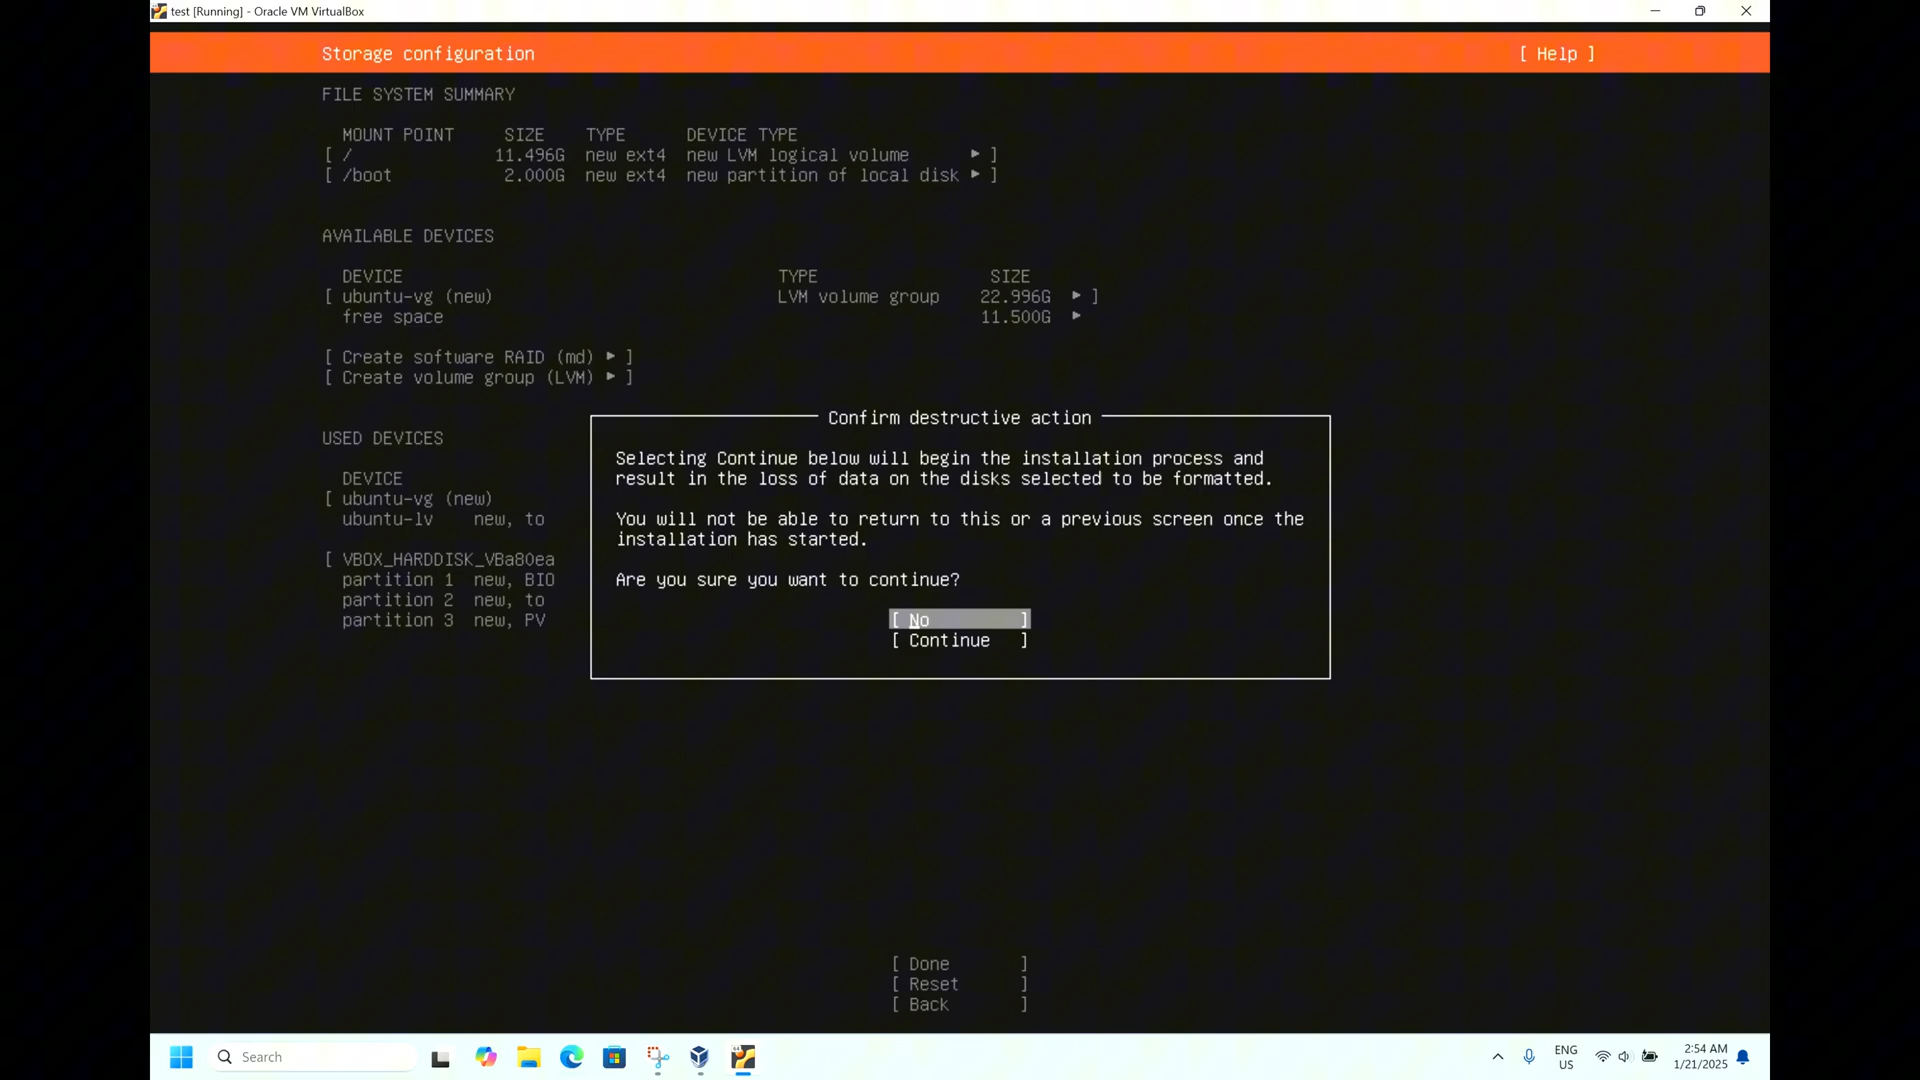 test [Running] - Oracle VM VirtualBox
Storage configuration [ Help ]
FILE SYSTEM SUMMARY
MOUNT POINT SIZE TYPE DEVICE TYPE
[ / 11.496G new ext4 new LVM logical volume ▸ ]
[ /boot 2.000G new ext4 new partition of local disk ▸ ]
AVAILABLE DEVICES
DEVICE TYPE SIZE
[ ubuntu-vg (new) LVM volume group 22.996G ▸ ]
free space 11.500G ▸
[ Create software RAID (md) ▸ ]
[ Create volume group (LVM) ▸ ]
USED DEVICES
DEVICE
[ ubuntu-vg (new)
ubuntu-lv new, to
[ VBOX_HARDDISK_VBa80ea
partition 1 new, BIO
partition 2 new, to
partition 3 new, PV
Confirm destructive action
Selecting Continue below will begin the installation process and
result in the loss of data on the disks selected to be formatted.
You will not be able to return to this or a previous screen once the
installation has started.
Are you sure you want to continue?
[ No ]
[ Continue ]
[ Done ]
[ Reset ]
[ Back ]
Search
ENG
US
2:54 AM
1/21/2025